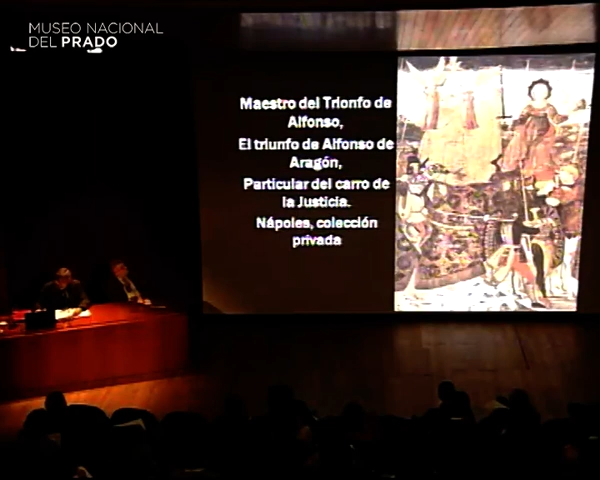 MUSEO NACIONAL
DEL PRADO
Maestro del Trionfo de
Alfonso,
El triunfo de Alfonso de
Aragón,
Particular del carro de
la Justicia.
Nápoles, colección
privada